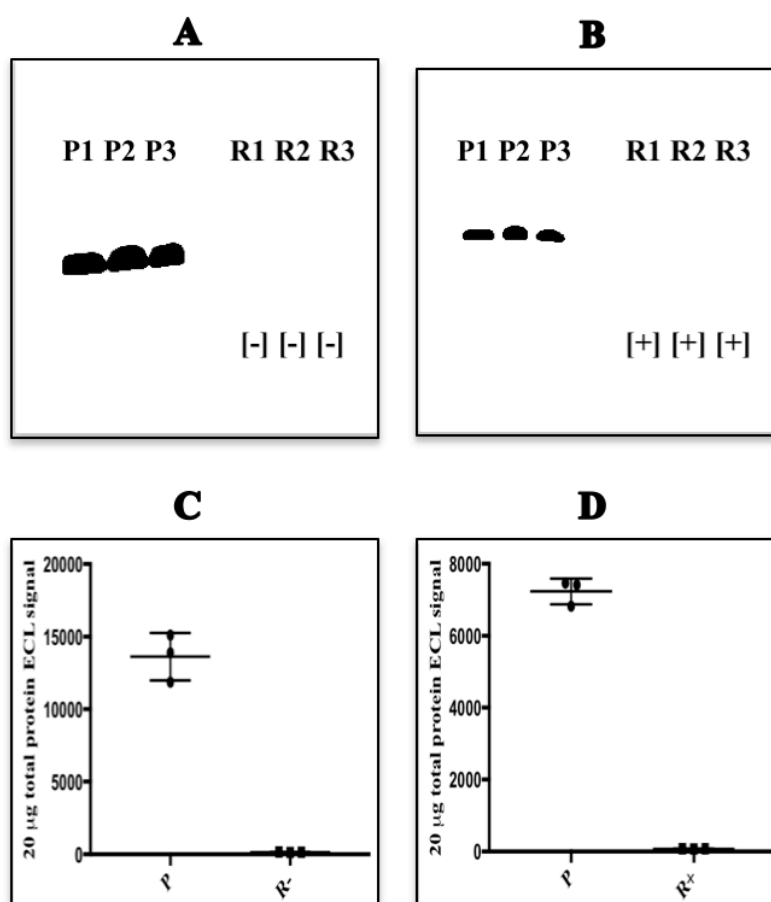 A
P1 P2 P3 R1 R2 R3
[-] [-] [-]
B
P1 P2 P3 R1 R2 R3
[+] [+] [+]
C
20 µg total protein ECL signal
20000
15000
10000
5000
0
P
R-
D
20 µg total protein ECL signal
8000
6000
4000
2000
0
P
R+